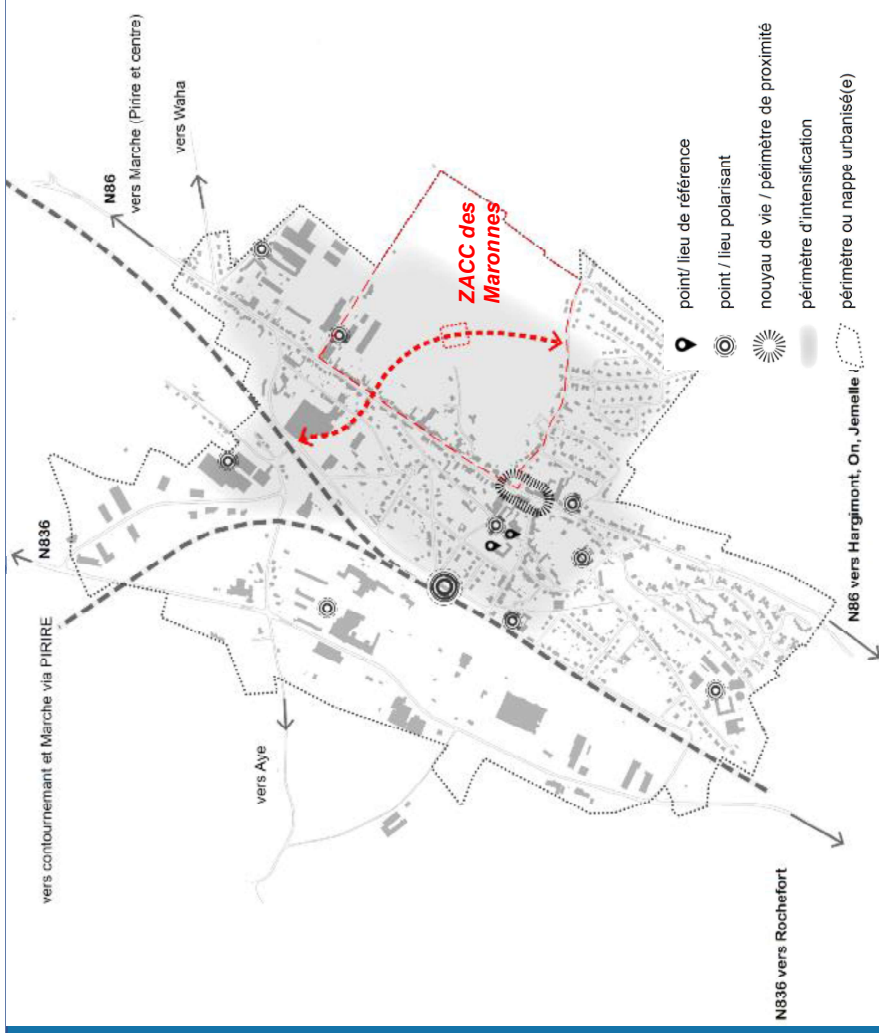 vers contournement et Marche via PIRIRE
N836
N86
vers Marche (Pirire et centre)
vers Waha
vers Aye
ZACC des
Maronnes
N836 vers Rochefort
N86 vers Hargimont, On, Jemelle
point/ lieu de référence
point / lieu polarisant
nouyau de vie / périmètre de proximité
périmètre d'intensification
périmètre ou nappe urbanisé(e)